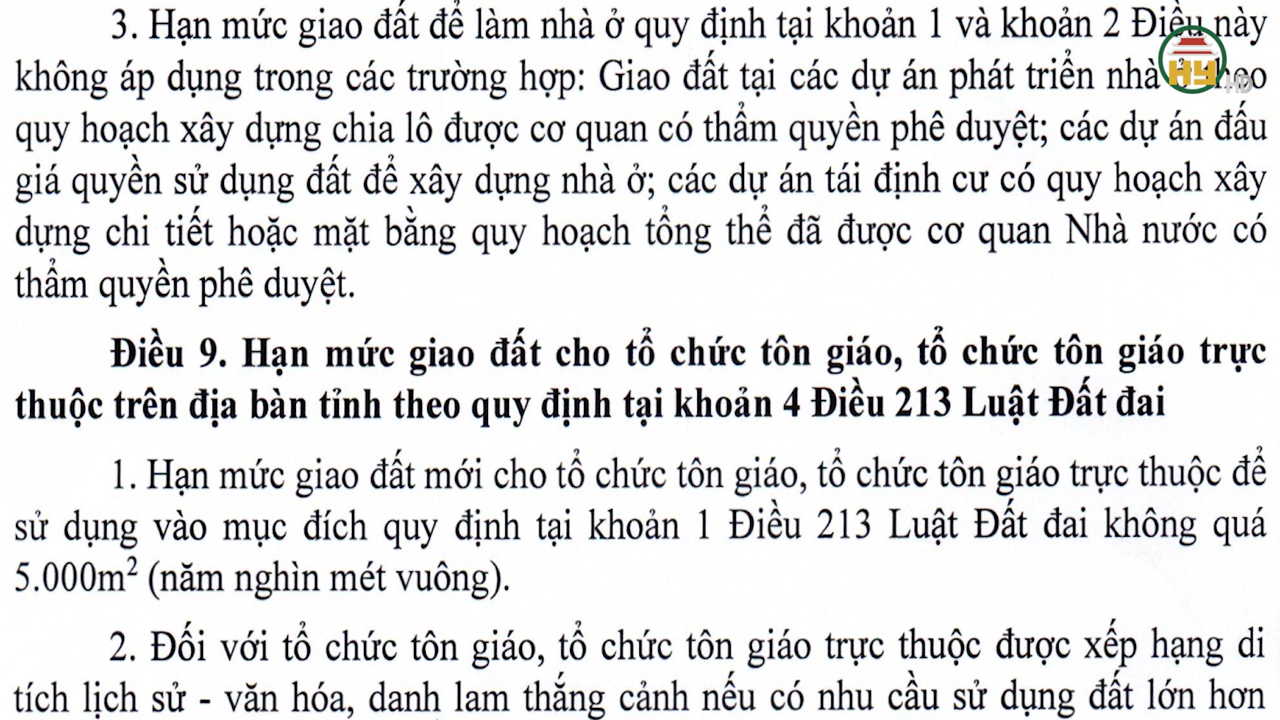 3. Hạn mức giao đất để làm nhà ở quy định tại khoản 1 và khoản 2 Điều này
không áp dụng trong các trường hợp: Giao đất tại các dự án phát triển nhà ở theo
quy hoạch xây dựng chia lô được cơ quan có thẩm quyền phê duyệt; các dự án đấu
giá quyền sử dụng đất để xây dựng nhà ở; các dự án tái định cư có quy hoạch xây
dựng chi tiết hoặc mặt bằng quy hoạch tổng thể đã được cơ quan Nhà nước có
thẩm quyền phê duyệt.
Điều 9. Hạn mức giao đất cho tổ chức tôn giáo, tổ chức tôn giáo trực
thuộc trên địa bàn tỉnh theo quy định tại khoản 4 Điều 213 Luật Đất đai
1. Hạn mức giao đất mới cho tổ chức tôn giáo, tổ chức tôn giáo trực thuộc để
sử dụng vào mục đích quy định tại khoản 1 Điều 213 Luật Đất đai không quá
5.000m² (năm nghìn mét vuông).
2. Đối với tổ chức tôn giáo, tổ chức tôn giáo trực thuộc được xếp hạng di
tích lịch sử - văn hóa, danh lam thắng cảnh nếu có nhu cầu sử dụng đất lớn hơn
HY HD